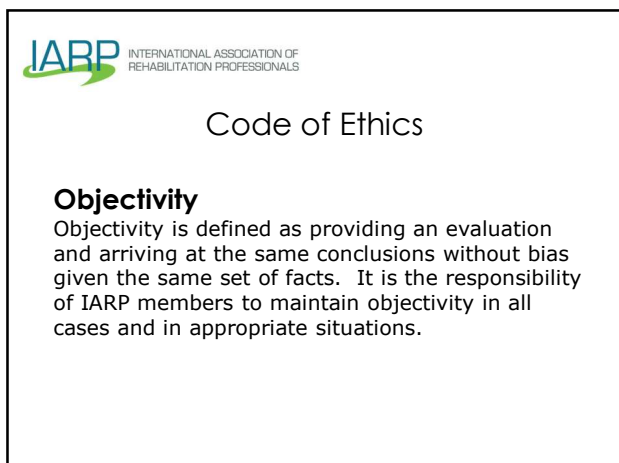 IARP
INTERNATIONAL ASSOCIATION OF
REHABILITATION PROFESSIONALS
Code of Ethics
Objectivity
Objectivity is defined as providing an evaluation
and arriving at the same conclusions without bias
given the same set of facts.  It is the responsibility
of IARP members to maintain objectivity in all
cases and in appropriate situations.